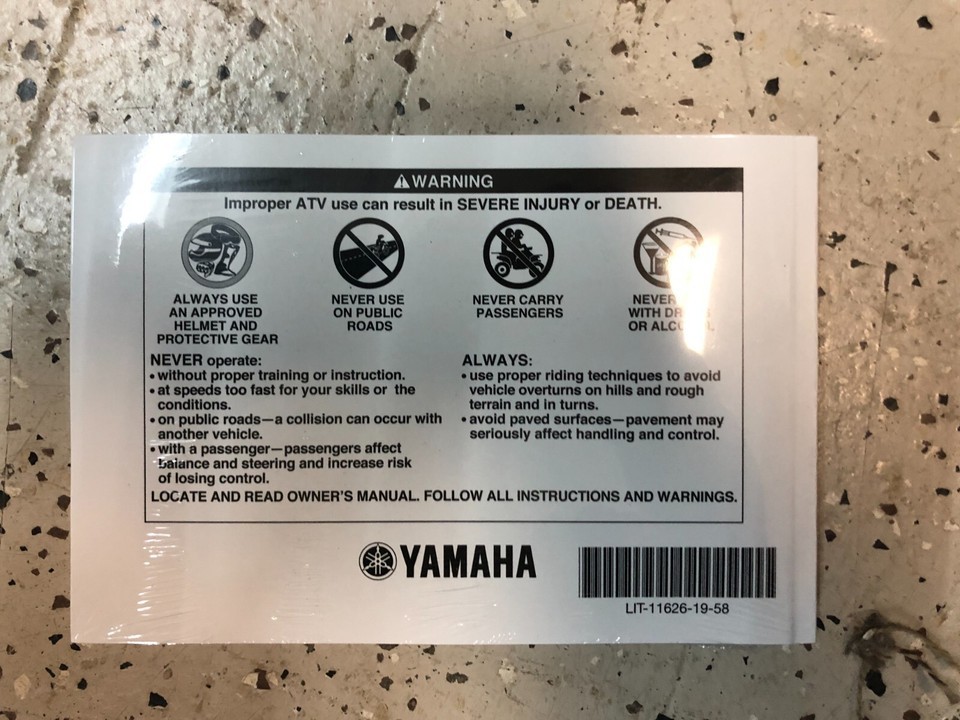 WARNING
Improper ATV use can result in SEVERE INJURY or DEATH.
ALWAYS USE
AN APPROVED
HELMET AND
PROTECTIVE GEAR
NEVER USE
ON PUBLIC
ROADS
NEVER CARRY
PASSENGERS
NEVER
WITH
OR
NEVER operate:
• without proper training or instruction.
• at speeds too fast for your skills or the
conditions.
• on public roads—a collision can occur with
another vehicle.
• with a passenger—passengers affect
balance and steering and increase risk
of losing control.
ALWAYS:
• use proper riding techniques to avoid
vehicle overturns on hills and rough
terrain and in turns.
• avoid paved surfaces—pavement may
seriously affect handling and control.
LOCATE AND READ OWNER'S MANUAL. FOLLOW ALL INSTRUCTIONS AND WARNINGS.
YAMAHA
LIT-11626-19-58